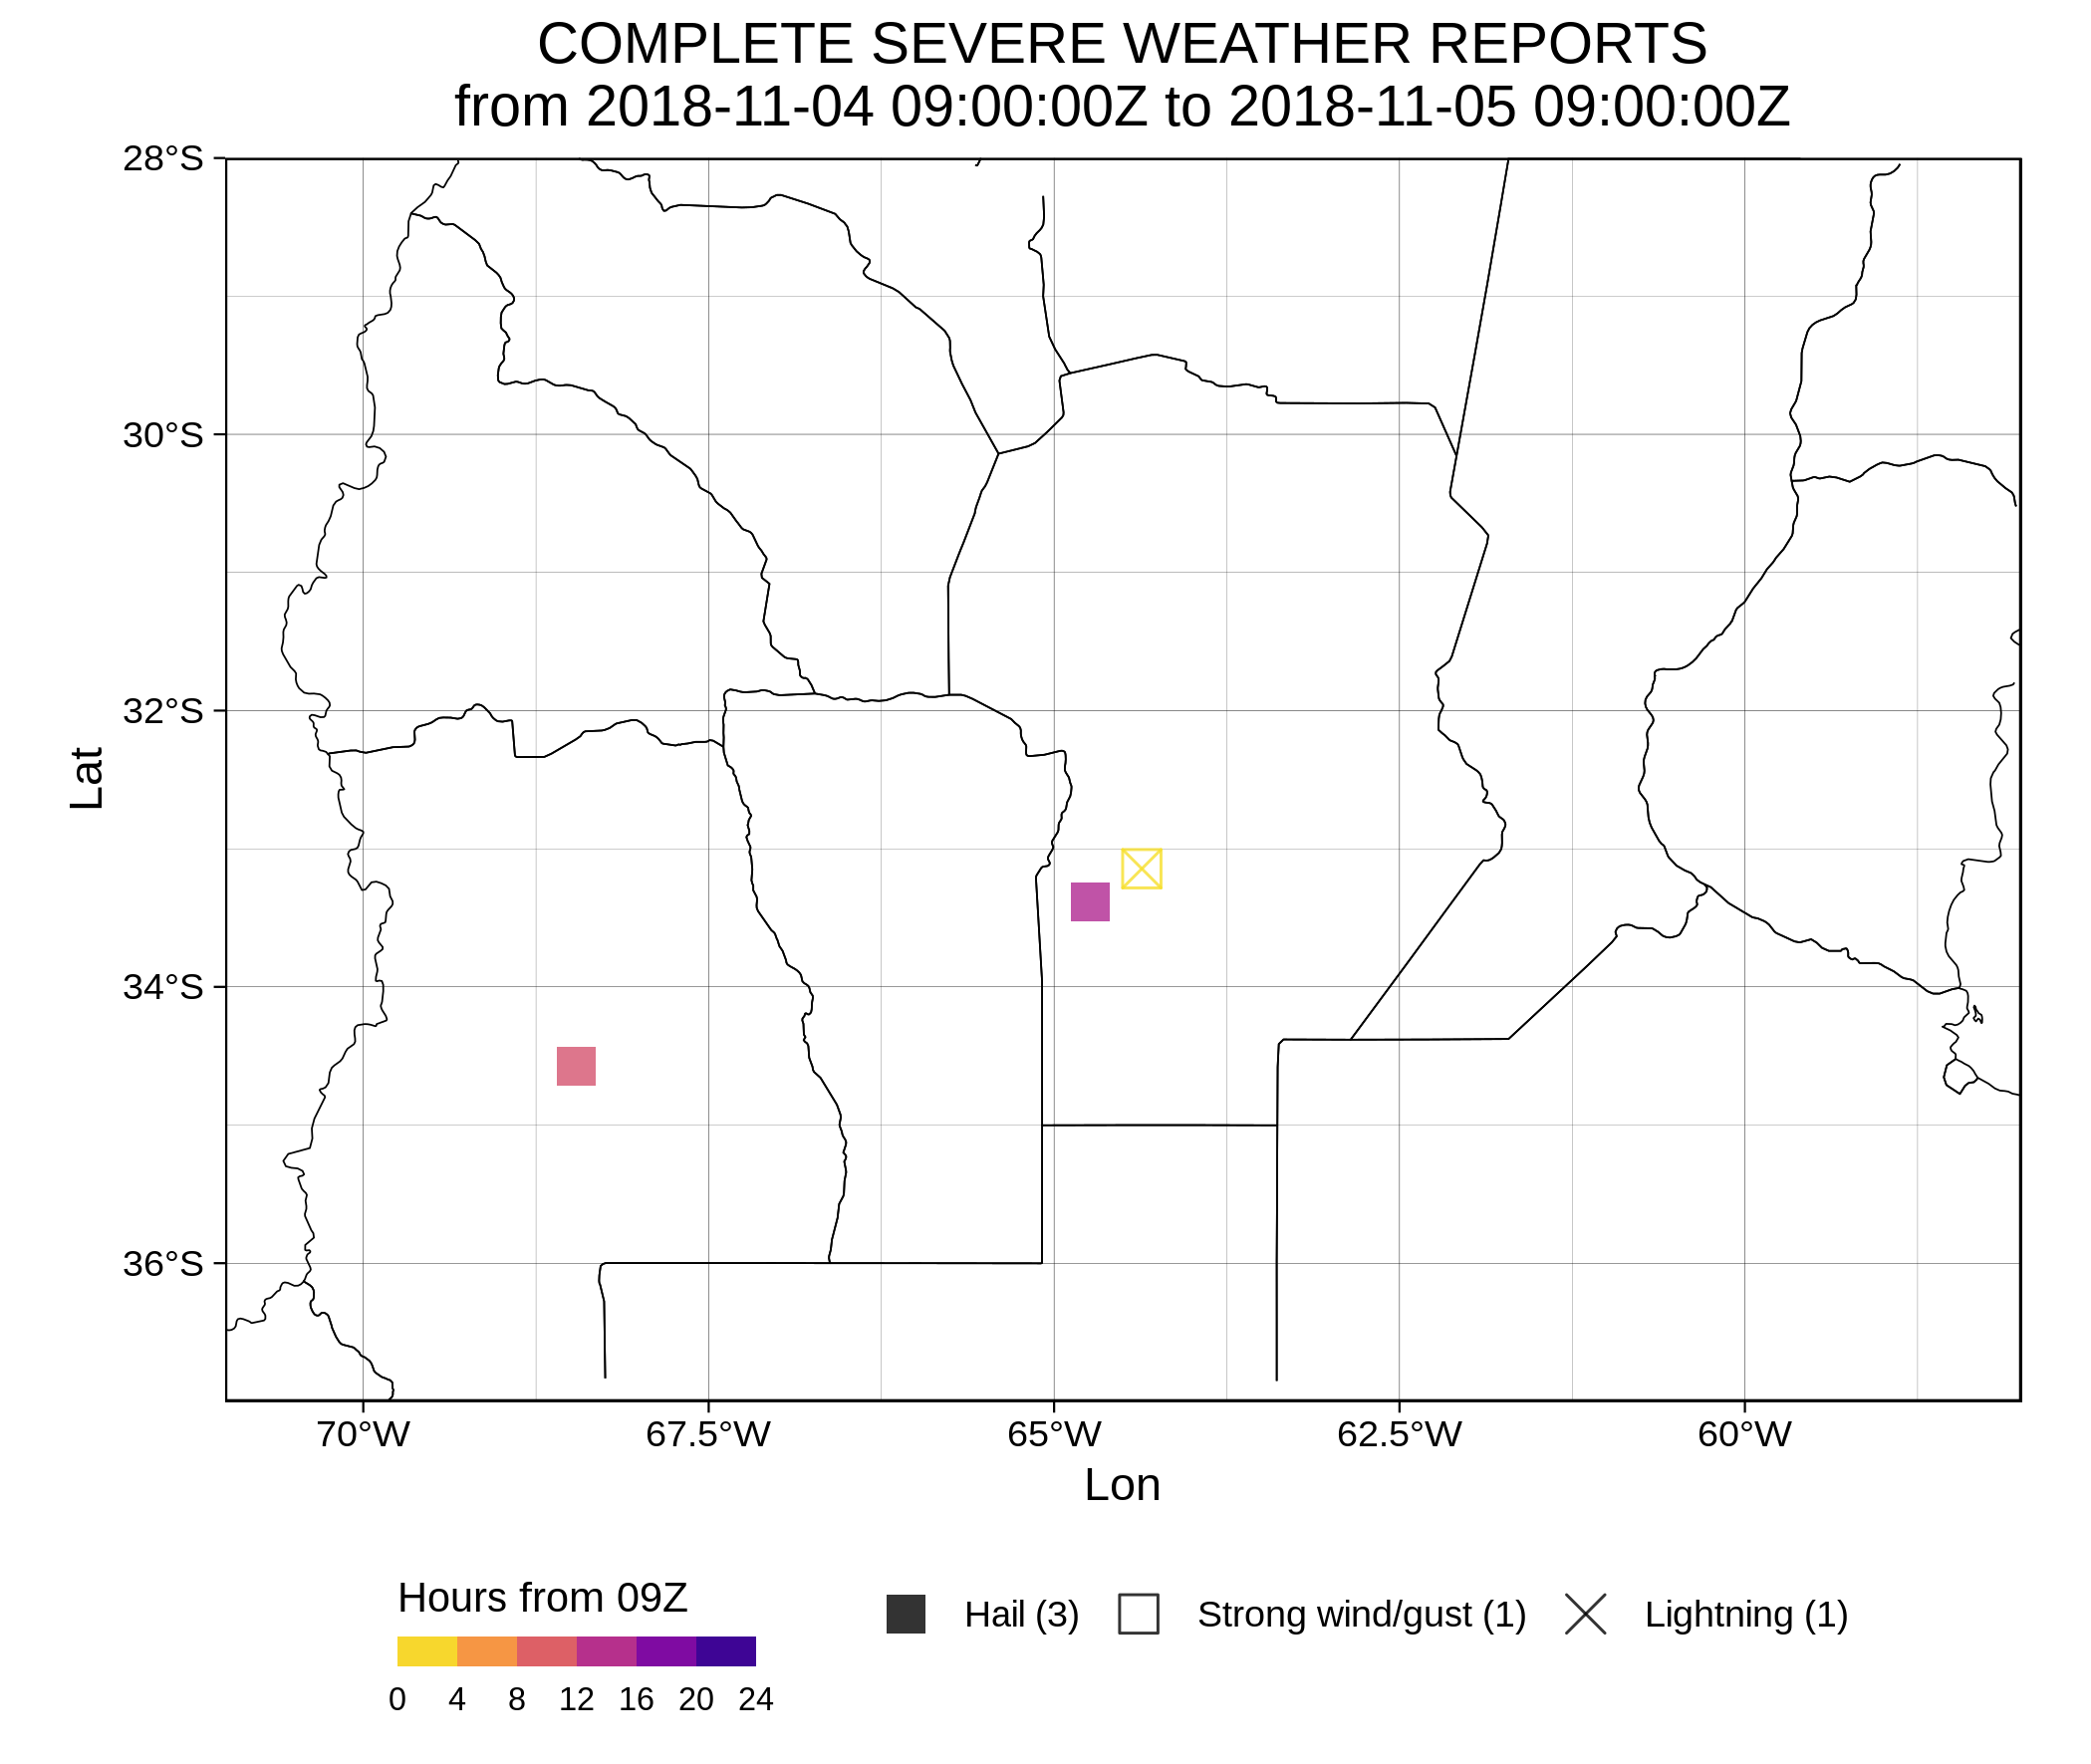 COMPLETE SEVERE WEATHER REPORTS
from 2018-11-04 09:00:00Z to 2018-11-05 09:00:00Z
28°S
30°S
32°S
34°S
36°S
Lat
70°W 67.5°W 65°W 62.5°W 60°W
Lon
Hours from 09Z
0 4 8 12 16 20 24
Hail (3) Strong wind/gust (1) Lightning (1)